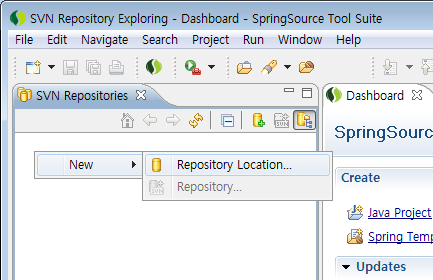 SVN Repository Exploring - Dashboard - SpringSource Tool Suite
File Edit Navigate Search Project Run Window Help
SVN Repositories
Dashboard
SVN
SpringSource
New
Repository Location...
Repository...
Create
Java Project
Spring Temp
Updates